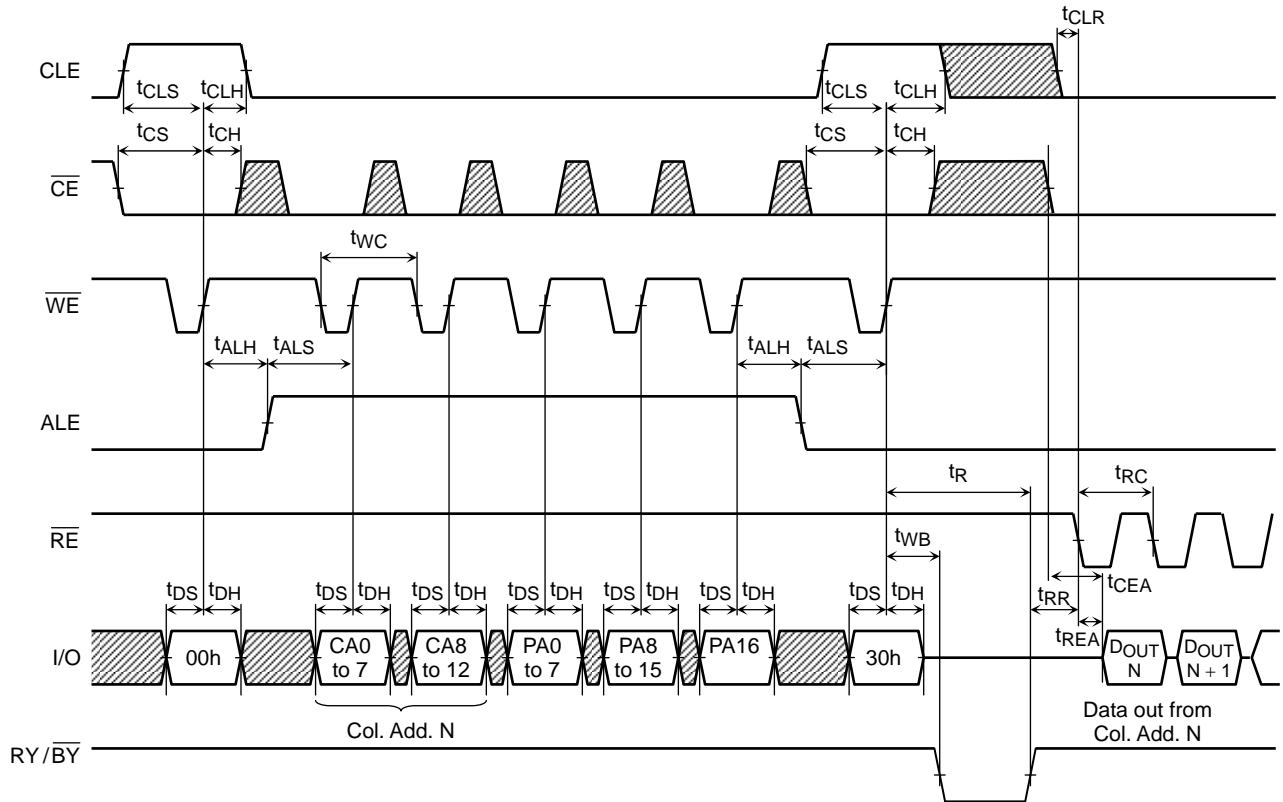 tCLR
CLE
tCLS tCLH tCLS tCLH
tCS tCH tCS tCH
CE
tWC
WE
tALH tALS tALH tALS
ALE
tR tRC
RE
tWB
tDS tDH tDS tDH tDS tDH tDS tDH tDS tDH tDS tDH tDS tDH
tCEA
tRR
tREA
I/O 00h CA0 to 7 CA8 to 12 PA0 to 7 PA8 to 15 PA16 30h DOUT N DOUT N + 1
Col. Add. N
Data out from
Col. Add. N
RY/BY